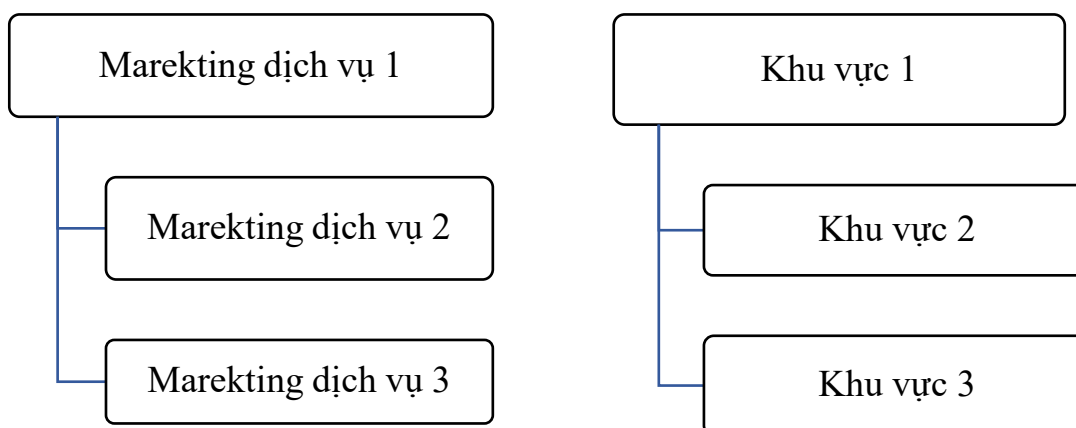 Marekting dịch vụ 1
Marekting dịch vụ 2
Marekting dịch vụ 3
Khu vực 1
Khu vực 2
Khu vực 3